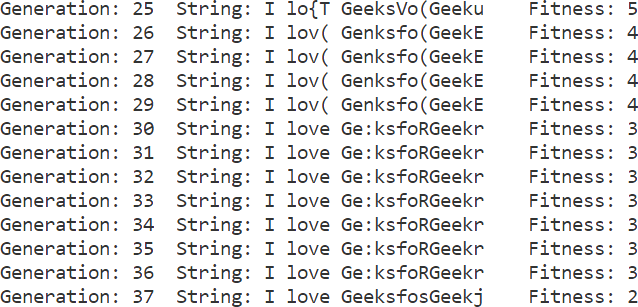 Generation: 25  String: I lo{T GeeksVo(Geeku    Fitness: 5
Generation: 26  String: I lov( Genksfo(GeekE    Fitness: 4
Generation: 27  String: I lov( Genksfo(GeekE    Fitness: 4
Generation: 28  String: I lov( Genksfo(GeekE    Fitness: 4
Generation: 29  String: I lov( Genksfo(GeekE    Fitness: 4
Generation: 30  String: I love Ge:ksfoRGeekr    Fitness: 3
Generation: 31  String: I love Ge:ksfoRGeekr    Fitness: 3
Generation: 32  String: I love Ge:ksfoRGeekr    Fitness: 3
Generation: 33  String: I love Ge:ksfoRGeekr    Fitness: 3
Generation: 34  String: I love Ge:ksfoRGeekr    Fitness: 3
Generation: 35  String: I love Ge:ksfoRGeekr    Fitness: 3
Generation: 36  String: I love Ge:ksfoRGeekr    Fitness: 3
Generation: 37  String: I love GeeksfosGeekj    Fitness: 2